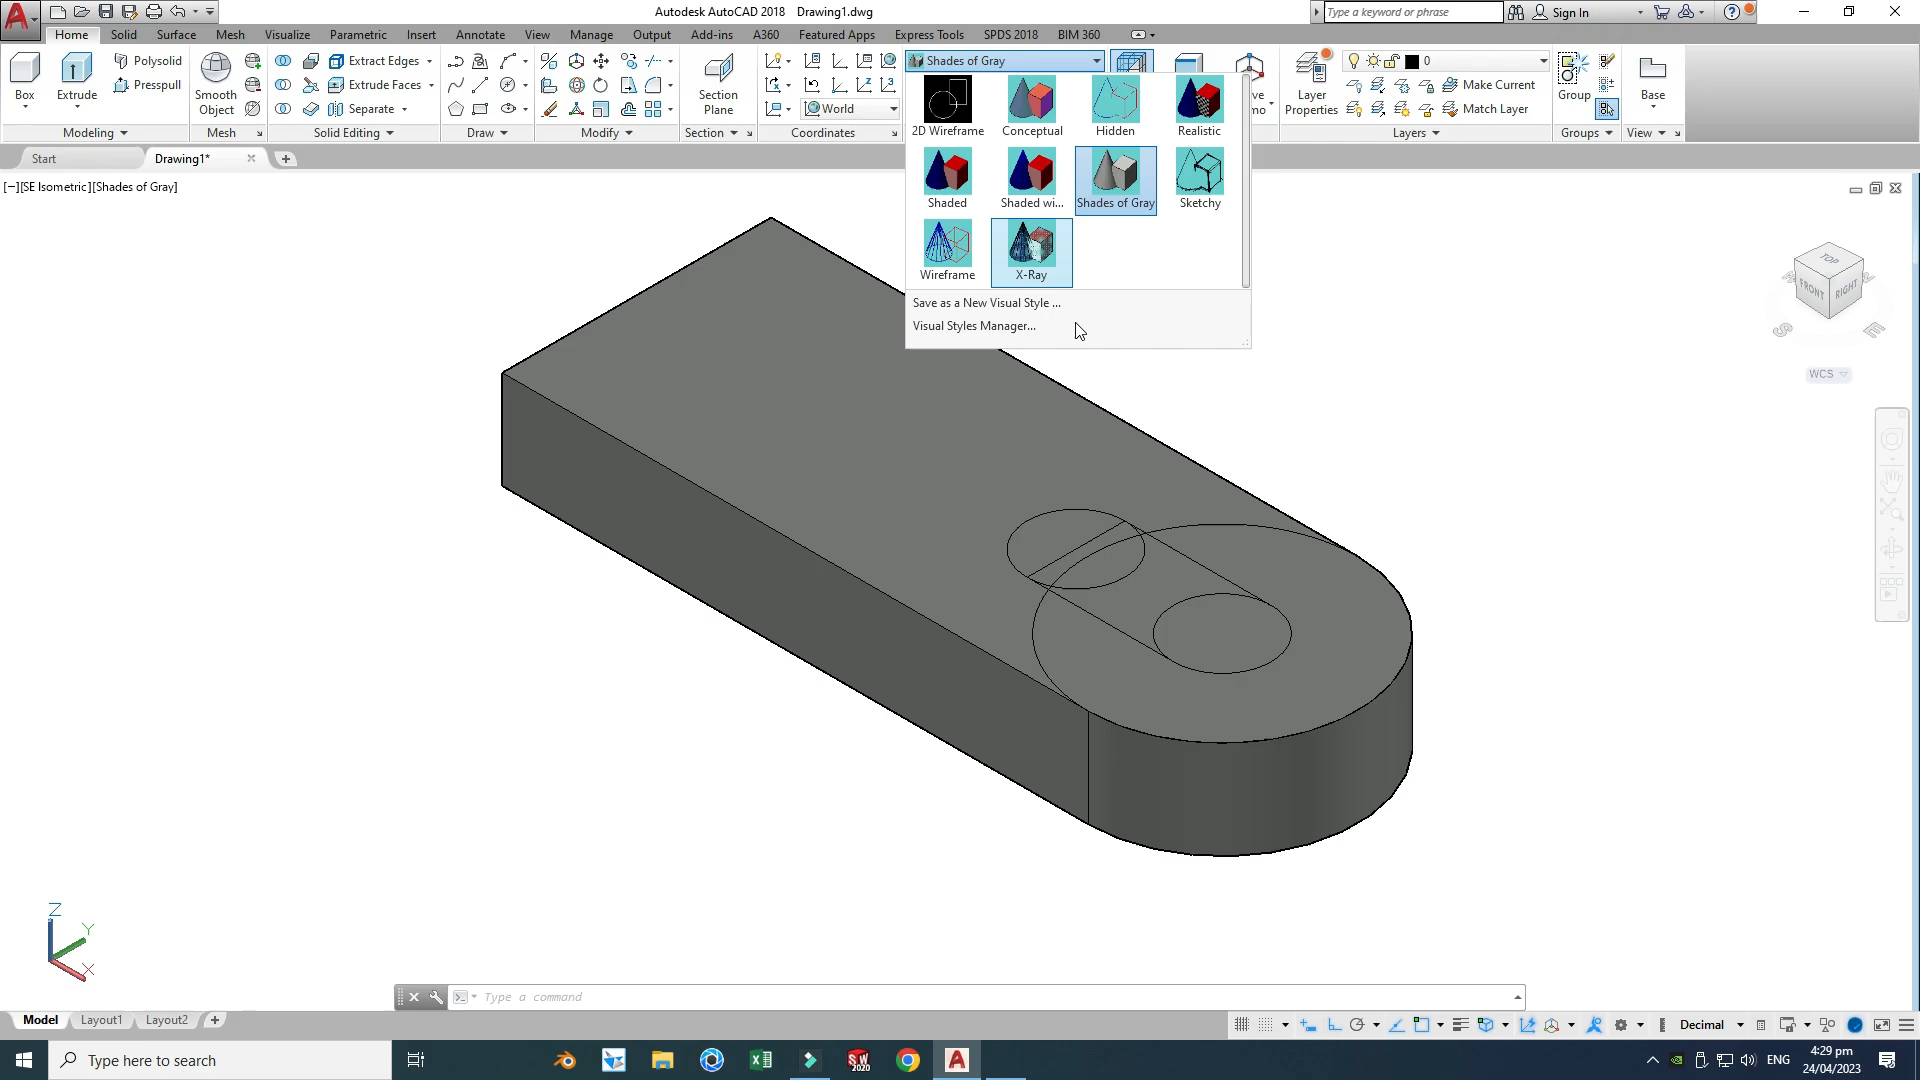 Autodesk AutoCAD 2018 Drawing1.dwg
Type a keyword or phrase
Sign In
Home Solid Surface Mesh Visualize Parametric Insert Annotate View Manage Output Add-ins A360 Featured Apps Express Tools SPDS 2018 BIM 360
Box
Extrude
Polysolid
Presspull
Smooth
Object
Extract Edges
Extrude Faces
Separate
Section
Plane
World
Shades of Gray
Layer
Properties
0
Make Current
Match Layer
Group
Base
Modeling Mesh Solid Editing Draw Modify Section Coordinates Layers Groups View
2D Wireframe Conceptual Hidden Realistic
Shaded Shaded wi... Shades of Gray Sketchy
Wireframe X-Ray
Save as a New Visual Style ...
Visual Styles Manager...
Start Drawing1*
[−][SE Isometric][Shades of Gray]
TOP
FRONT RIGHT
S E
WCS
Z
Y
X
Type a command
Model Layout1 Layout2
Decimal
Type here to search
SW
2020
ENG
4:29 pm
24/04/2023